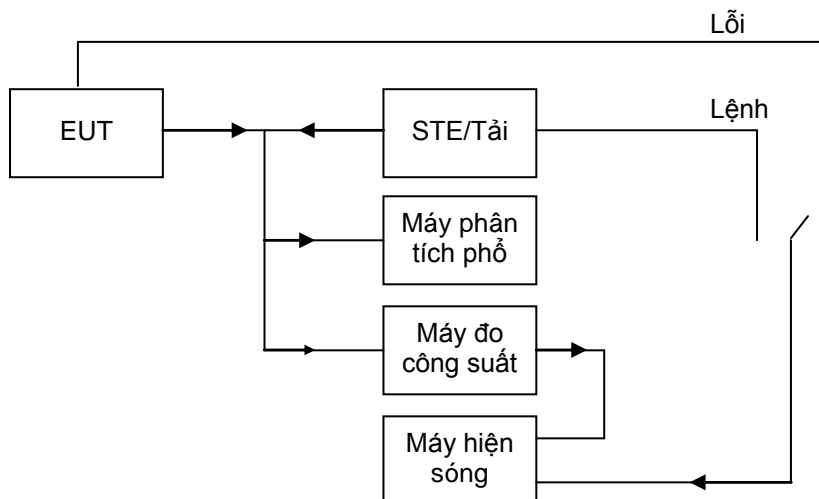 Lỗi
EUT
STE/Tải
Lệnh
Máy phân
tích phổ
Máy đo
công suất
Máy hiện
sóng